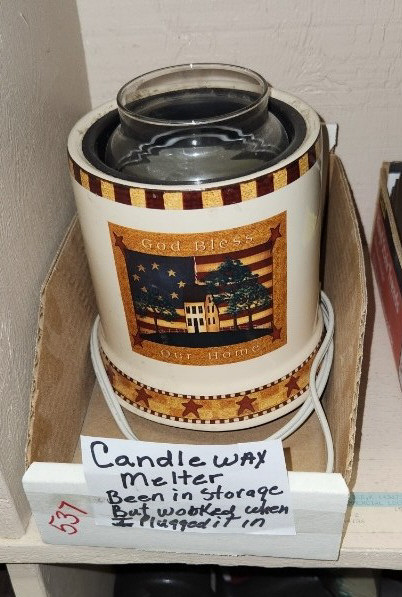 God Bless
Our Home
Candle wax
Melter
Been in Storage
But worked when
I Plugged it in
537